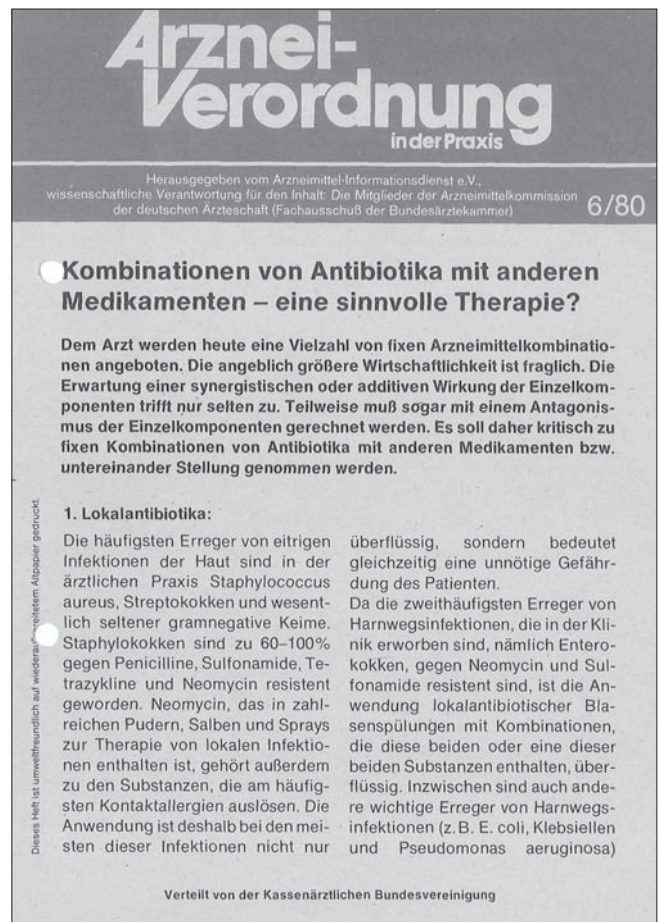 Arznei-
Verordnung
in der Praxis
Herausgegeben vom Arzneimittel-Informationsdienst e.V.,
wissenschaftliche Verantwortung für den Inhalt: Die Mitglieder der Arzneimittelkommission
der deutschen Ärzteschaft (Fachausschuß der Bundesärztekammer)
6/80
Kombinationen von Antibiotika mit anderen
Medikamenten – eine sinnvolle Therapie?
Dem Arzt werden heute eine Vielzahl von fixen Arzneimittelkombinatio-
nen angeboten. Die angeblich größere Wirtschaftlichkeit ist fraglich. Die
Erwartung einer synergistischen oder additiven Wirkung der Einzelkom-
ponenten trifft nur selten zu. Teilweise muß sogar mit einem Antagonis-
mus der Einzelkomponenten gerechnet werden. Es soll daher kritisch zu
fixen Kombinationen von Antibiotika mit anderen Medikamenten bzw.
untereinander Stellung genommen werden.
1. Lokalantibiotika:
Die häufigsten Erreger von eitrigen
Infektionen der Haut sind in der
ärztlichen Praxis Staphylococcus
aureus, Streptokokken und wesent-
lich seltener gramnegative Keime.
Staphylokokken sind zu 60–100%
gegen Penicilline, Sulfonamide, Te-
trazykline und Neomycin resistent
geworden. Neomycin, das in zahl-
reichen Pudern, Salben und Sprays
zur Therapie von lokalen Infektio-
nen enthalten ist, gehört außerdem
zu den Substanzen, die am häufig-
sten Kontaktallergien auslösen. Die
Anwendung ist deshalb bei den mei-
sten dieser Infektionen nicht nur
überflüssig, sondern bedeutet
gleichzeitig eine unnötige Gefähr-
dung des Patienten.
Da die zweithäufigsten Erreger von
Harnwegsinfektionen, die in der Kli-
nik erworben sind, nämlich Entero-
kokken, gegen Neomycin und Sul-
fonamide resistent sind, ist die An-
wendung lokalantibiotischer Bla-
senspülungen mit Kombinationen,
die diese beiden oder eine dieser
beiden Substanzen enthalten, über-
flüssig. Inzwischen sind auch ande-
re wichtige Erreger von Harnwegs-
infektionen (z.B. E. coli, Klebsiellen
und Pseudomonas aeruginosa)
Dieses Heft ist umweltfreundlich auf Altpapier gedruckt.
Verteilt von der Kassenärztlichen Bundesvereinigung